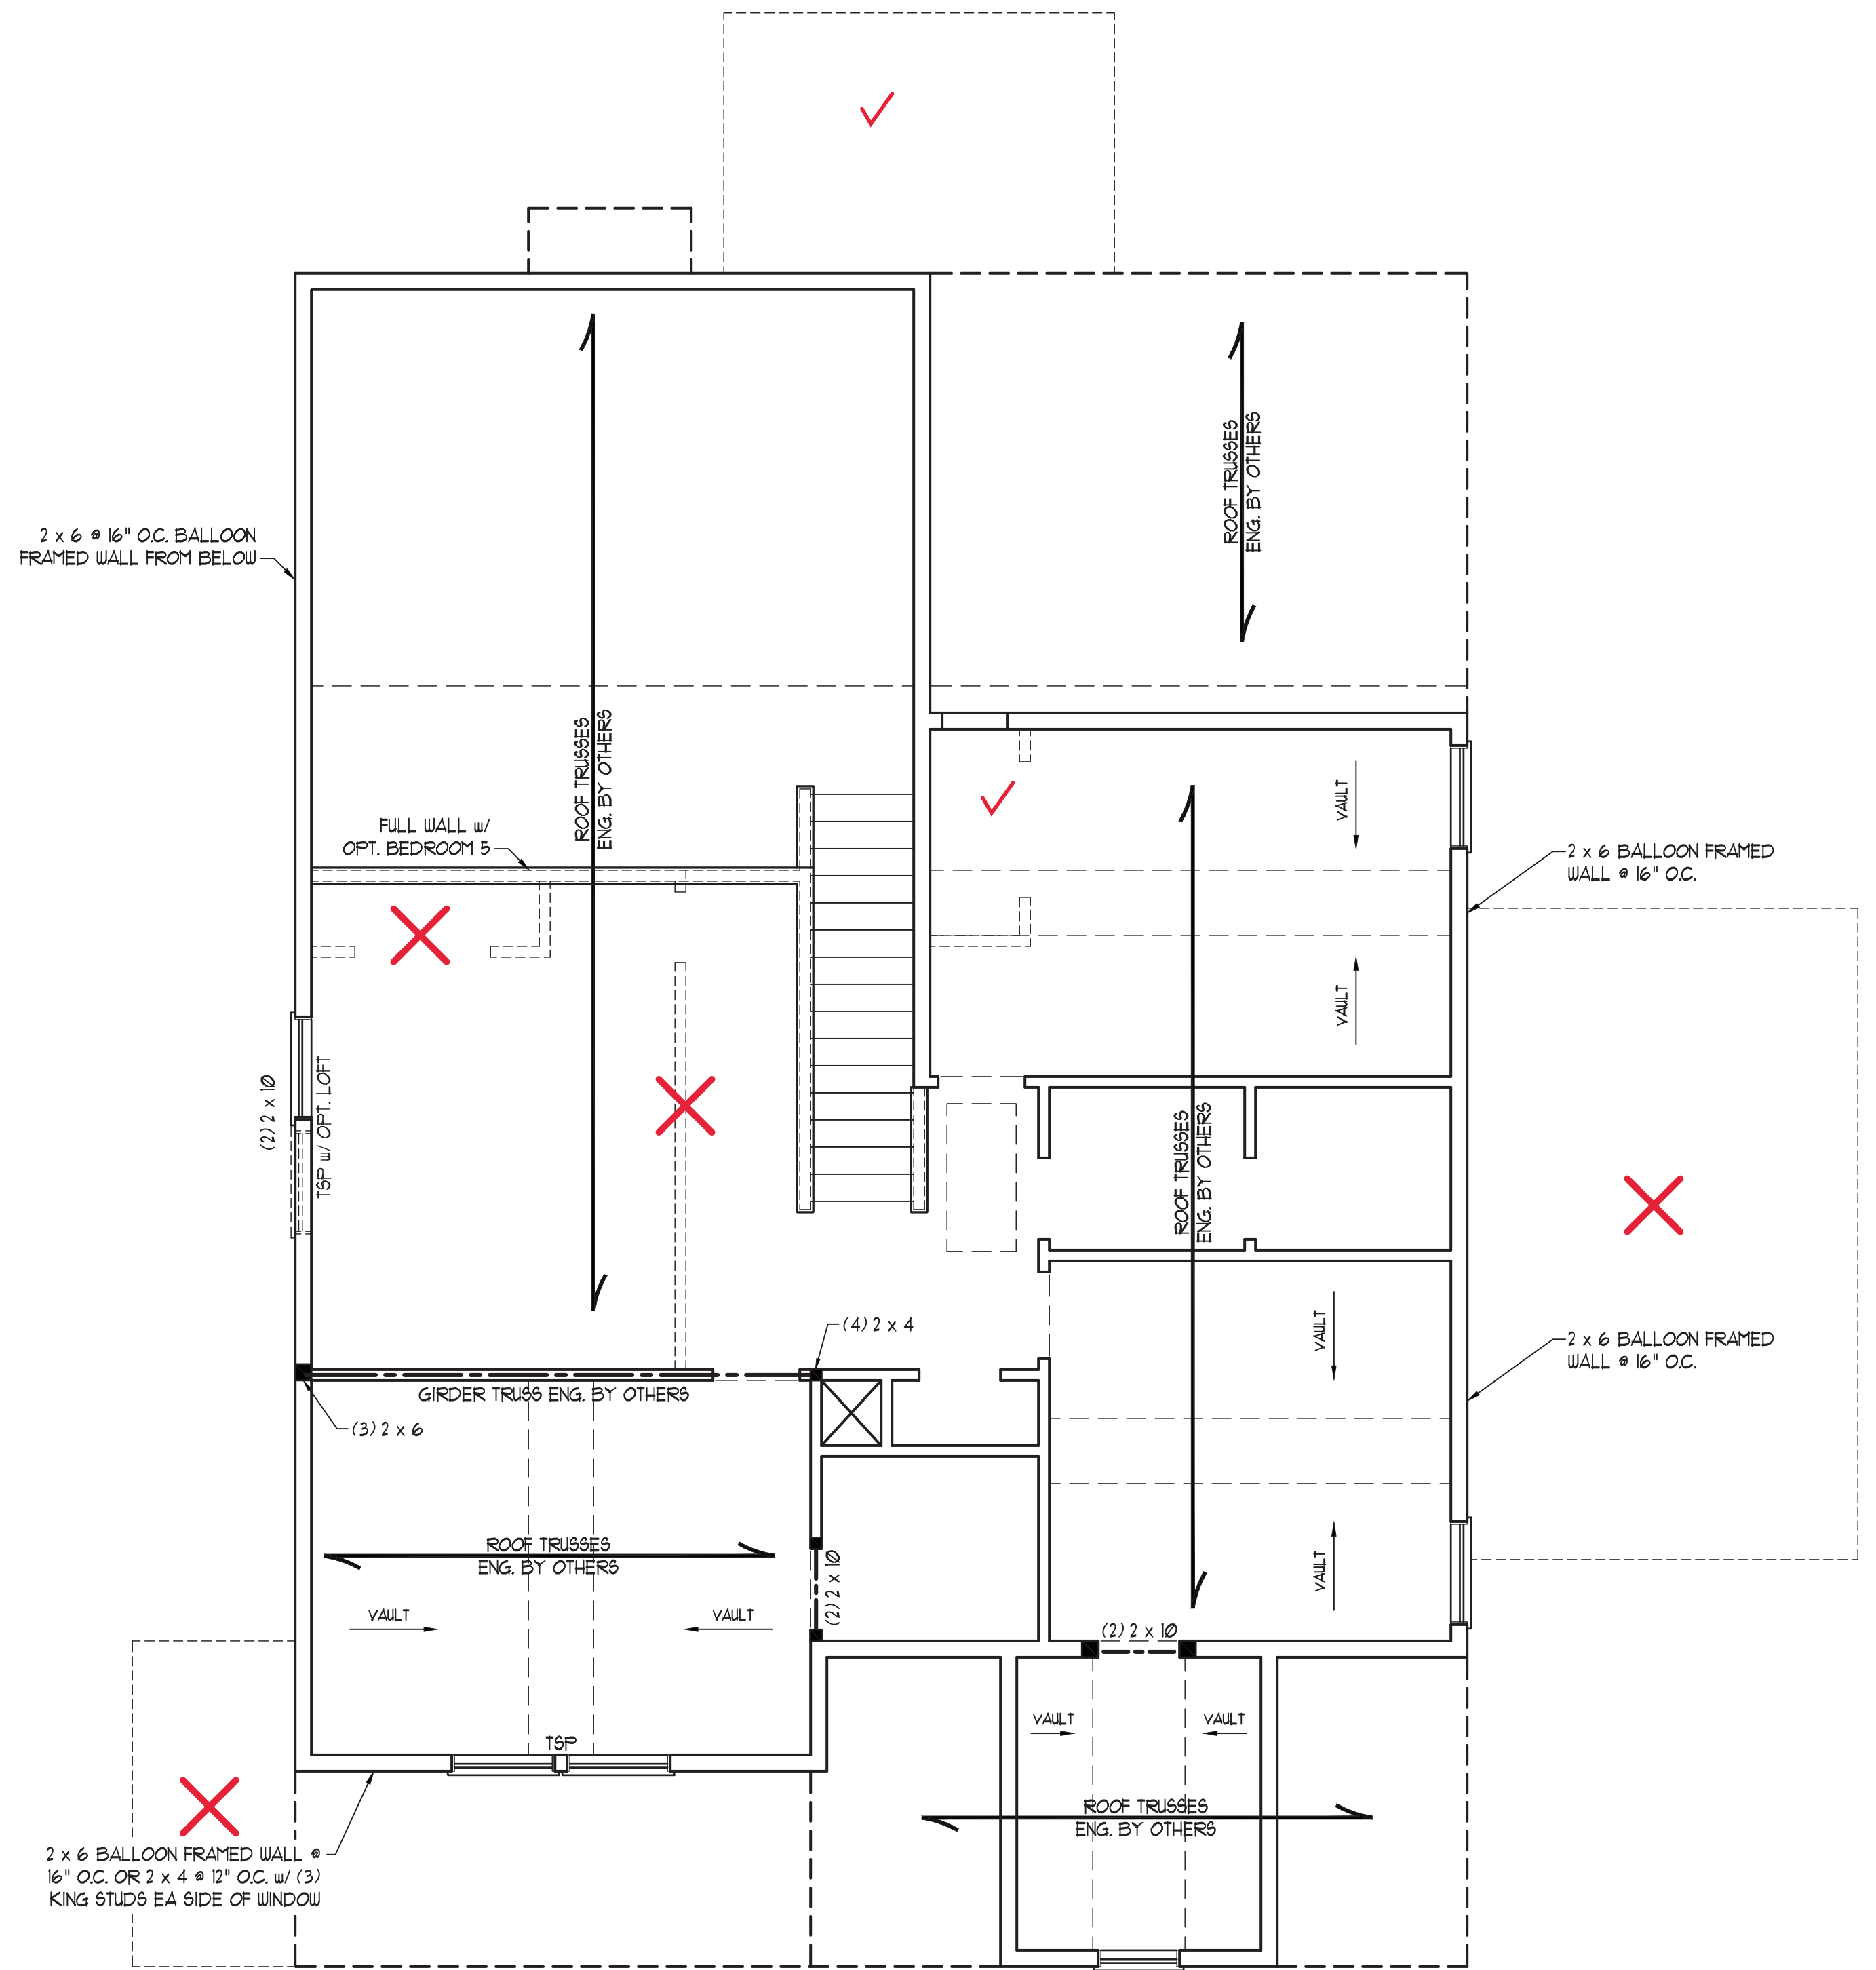 ROOF TRUSSES
ENG. BY OTHERS
2 x 6 @ 16" O.C. BALLOON
FRAMED WALL FROM BELOW
ROOF TRUSSES
ENG. BY OTHERS
VAULT
FULL WALL w/
OPT. BEDROOM 5
2 x 6 BALLOON FRAMED
WALL @ 16" O.C.
VAULT
(2) 2 x 10
TSP w/ OPT. LOFT
ROOF TRUSSES
ENG. BY OTHERS
(4) 2 x 4
VAULT
2 x 6 BALLOON FRAMED
WALL @ 16" O.C.
GIRDER TRUSS ENG. BY OTHERS
(3) 2 x 6
ROOF TRUSSES
ENG. BY OTHERS
(2) 2 x 10
VAULT
VAULT
VAULT
(2) 2 x 10
VAULT
VAULT
TSP
ROOF TRUSSES
ENG. BY OTHERS
2 x 6 BALLOON FRAMED WALL @
16" O.C. OR 2 x 4 @ 12" O.C. w/ (3)
KING STUDS EA SIDE OF WINDOW